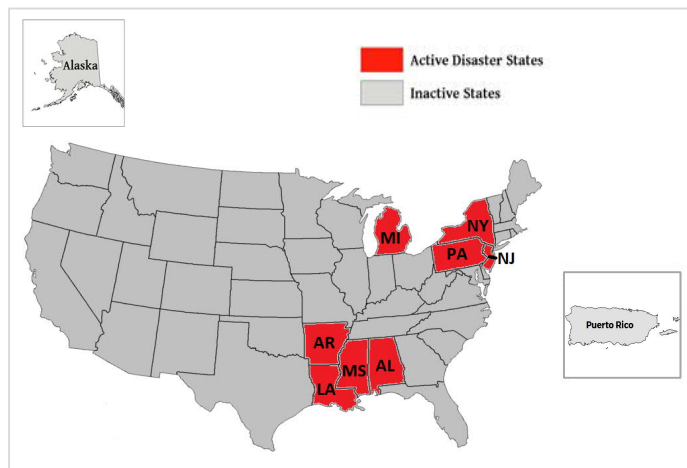 Alaska
Active Disaster States
Inactive States
NY
MI
PA
NJ
Puerto Rico
AR
MS
AL
LA